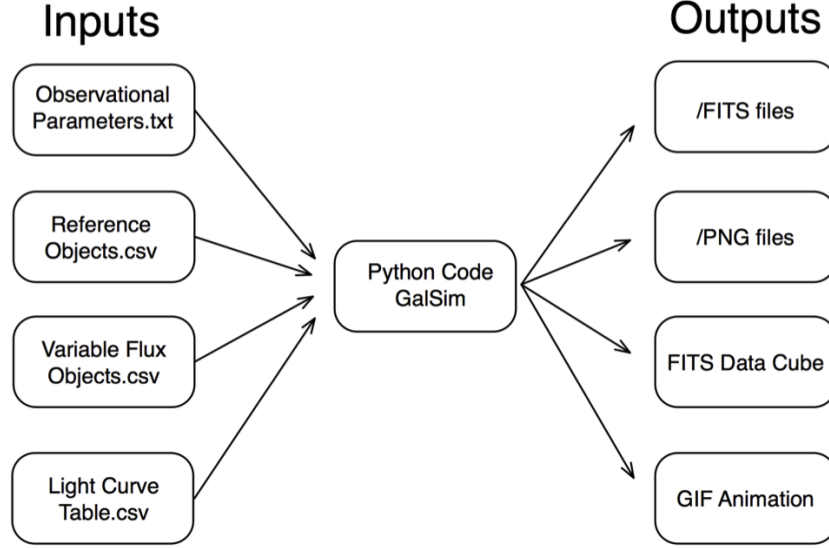 Inputs
Outputs
Observational
Parameters.txt
Reference
Objects.csv
Variable Flux
Objects.csv
Light Curve
Table.csv
Python Code
GalSim
/FITS files
/PNG files
FITS Data Cube
GIF Animation